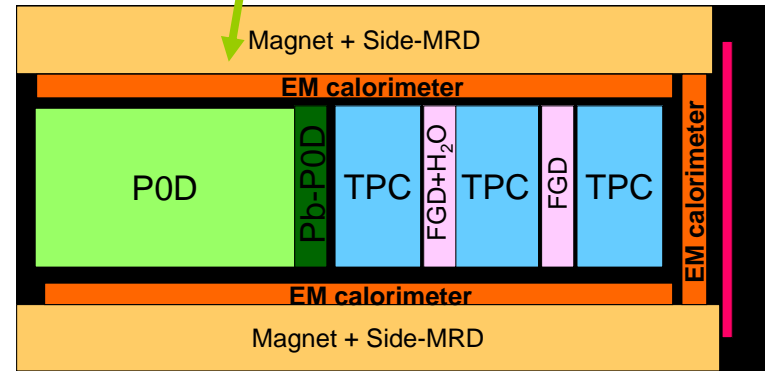 Magnet + Side-MRD
EM calorimeter
P0D
Pb-P0D
TPC
FGD+H₂O
TPC
FGD
TPC
EM calorimeter
EM calorimeter
Magnet + Side-MRD